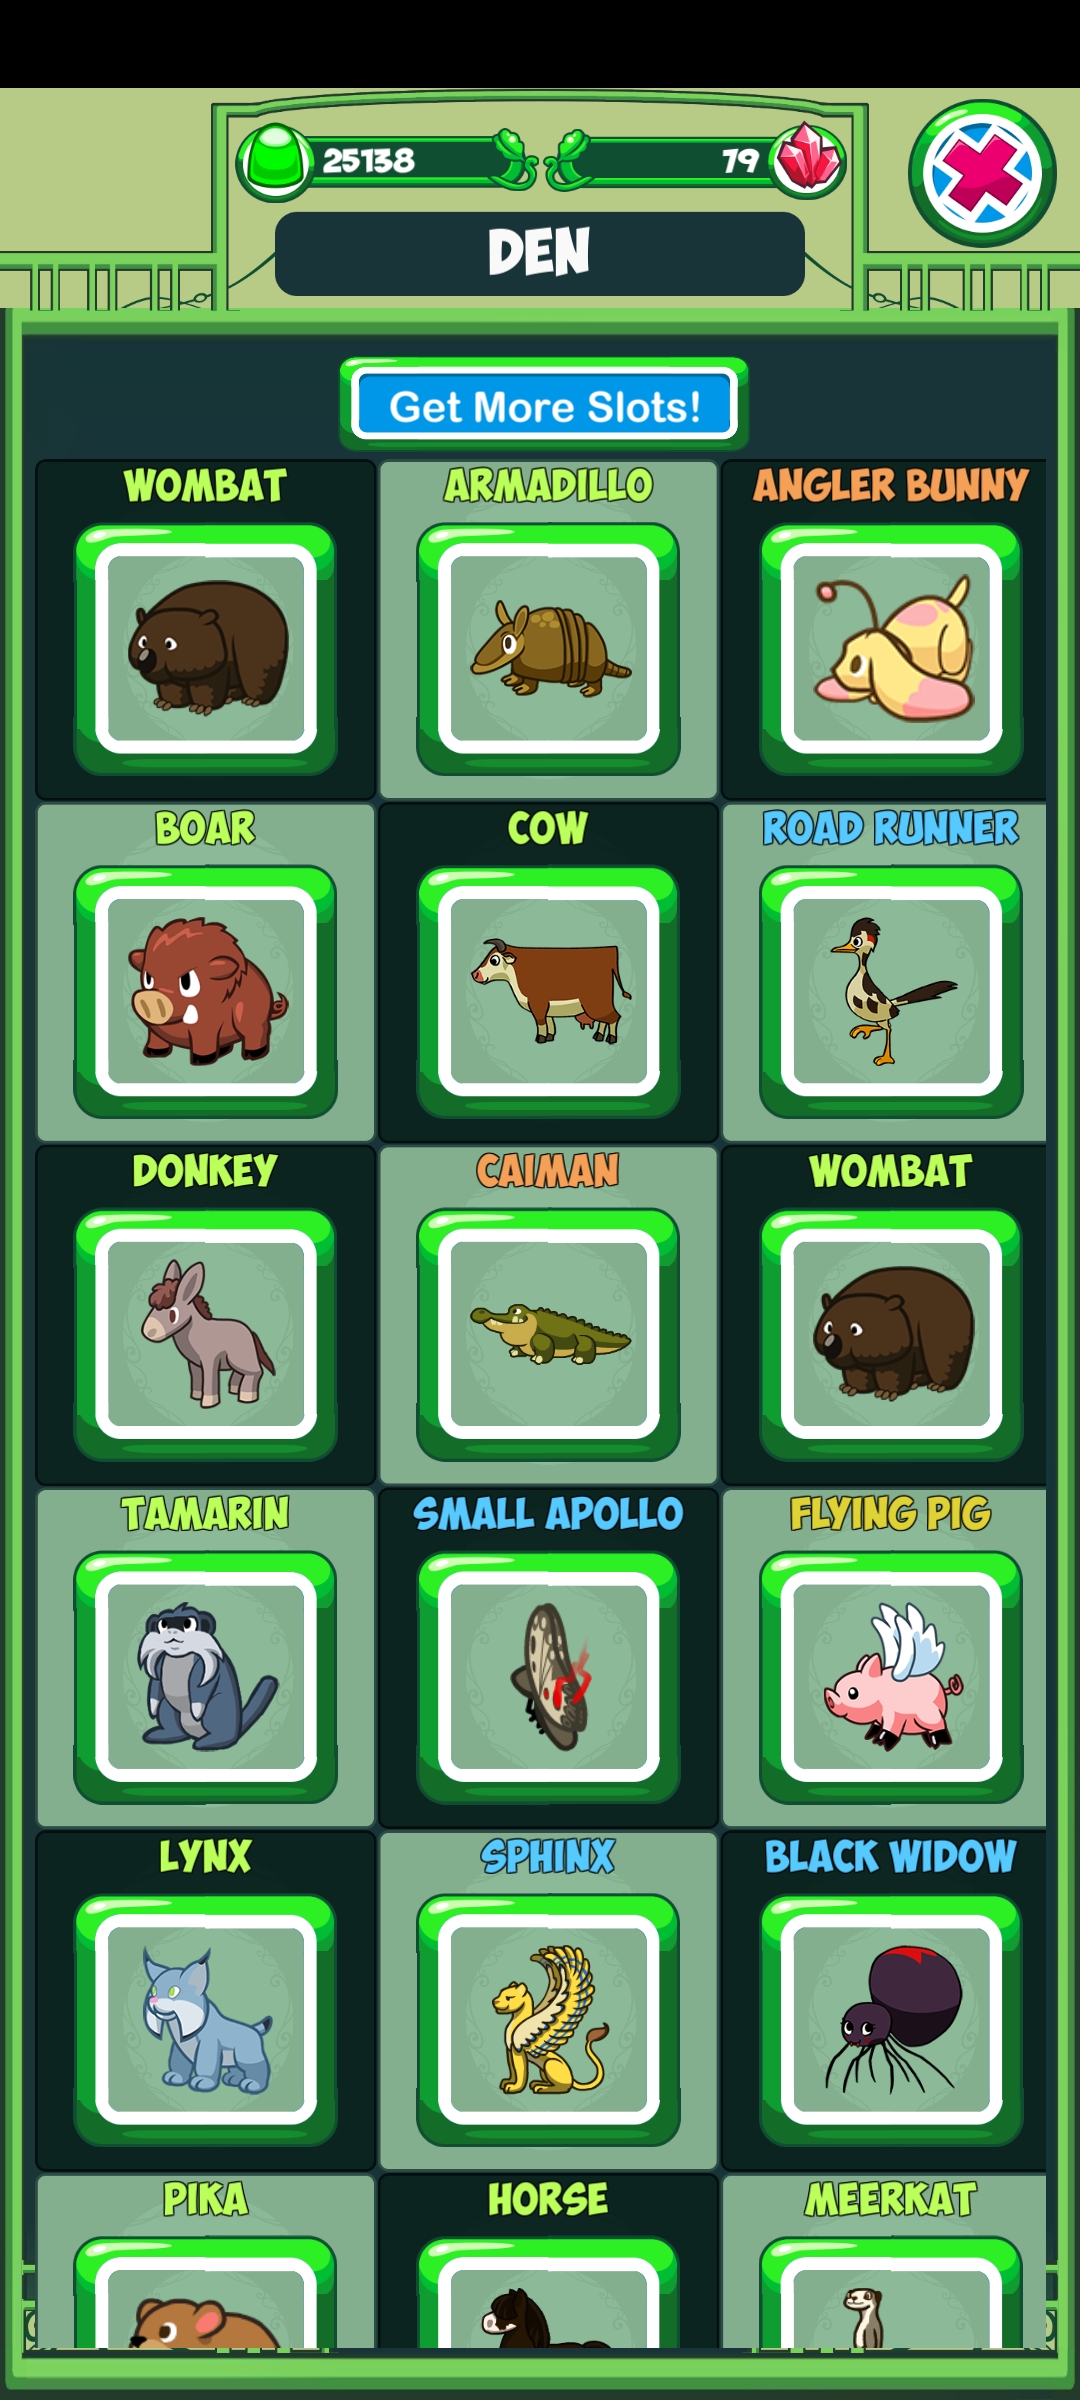 25138
79
DEN
Get More Slots!
WOMBAT
ARMADILLO
ANGLER BUNNY
BOAR
COW
ROAD RUNNER
DONKEY
CAIMAN
WOMBAT
TAMARIN
SMALL APOLLO
FLYING PIG
LYNX
SPHINX
BLACK WIDOW
PIKA
HORSE
MEERKAT